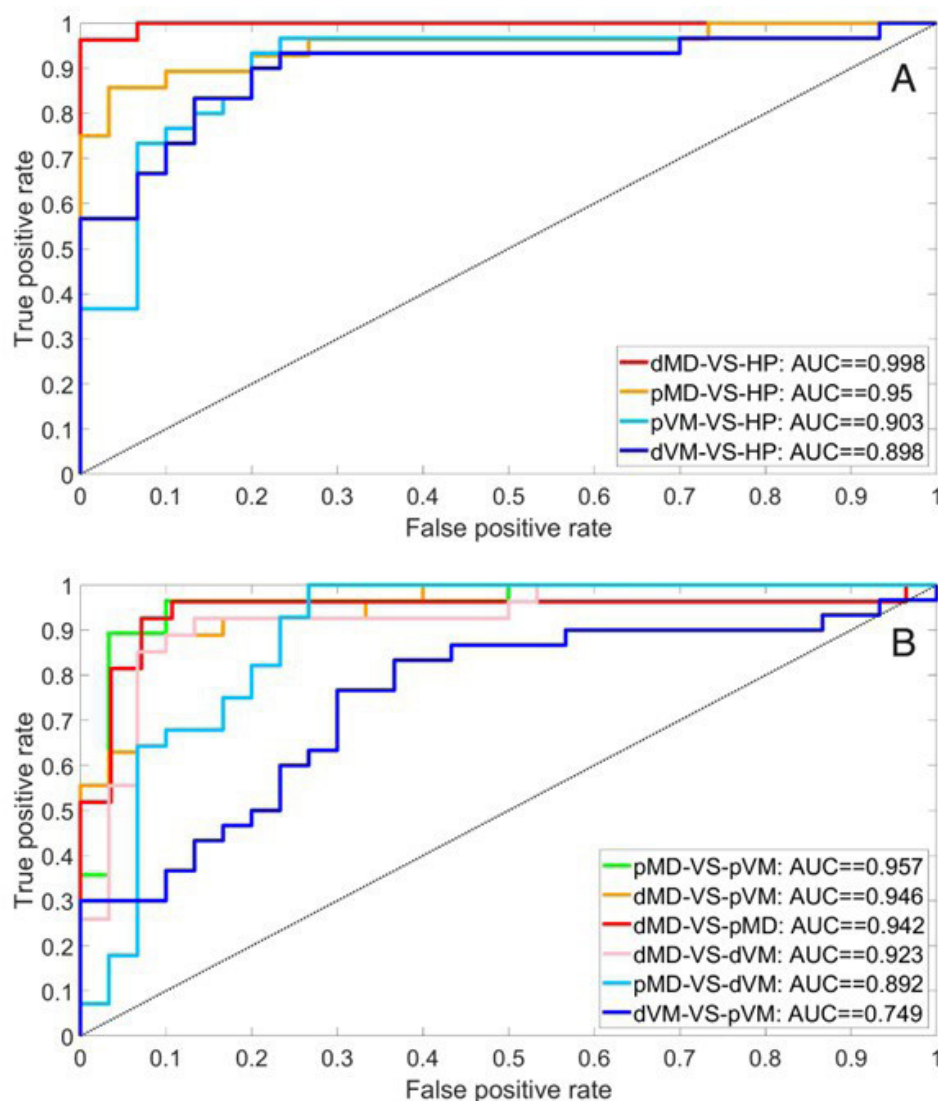 1
0.9
0.8
0.7
0.6
0.5
0.4
0.3
0.2
0.1
0
True positive rate
A
dMD-VS-HP: AUC==0.998
pMD-VS-HP: AUC==0.95
pVM-VS-HP: AUC==0.903
dVM-VS-HP: AUC==0.898
0 0.1 0.2 0.3 0.4 0.5 0.6 0.7 0.8 0.9 1
False positive rate
1
0.9
0.8
0.7
0.6
0.5
0.4
0.3
0.2
0.1
0
True positive rate
B
pMD-VS-pVM: AUC==0.957
dMD-VS-pVM: AUC==0.946
dMD-VS-pMD: AUC==0.942
dMD-VS-dVM: AUC==0.923
pMD-VS-dVM: AUC==0.892
dVM-VS-pVM: AUC==0.749
0 0.1 0.2 0.3 0.4 0.5 0.6 0.7 0.8 0.9 1
False positive rate